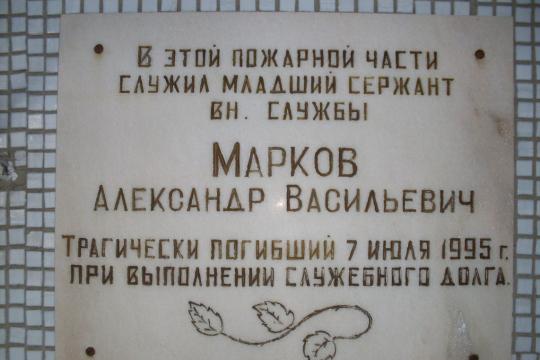 В ЭТОЙ ПОЖАРНОЙ ЧАСТИ
СЛУЖИЛ МЛАДШИЙ СЕРЖАНТ
ВН. СЛУЖБЫ
МАРКОВ
АЛЕКСАНДР ВАСИЛЬЕВИЧ
ТРАГИЧЕСКИ ПОГИБШИЙ 7 ИЮЛЯ 1995 г.
ПРИ ВЫПОЛНЕНИИ СЛУЖЕБНОГО ДОЛГА.